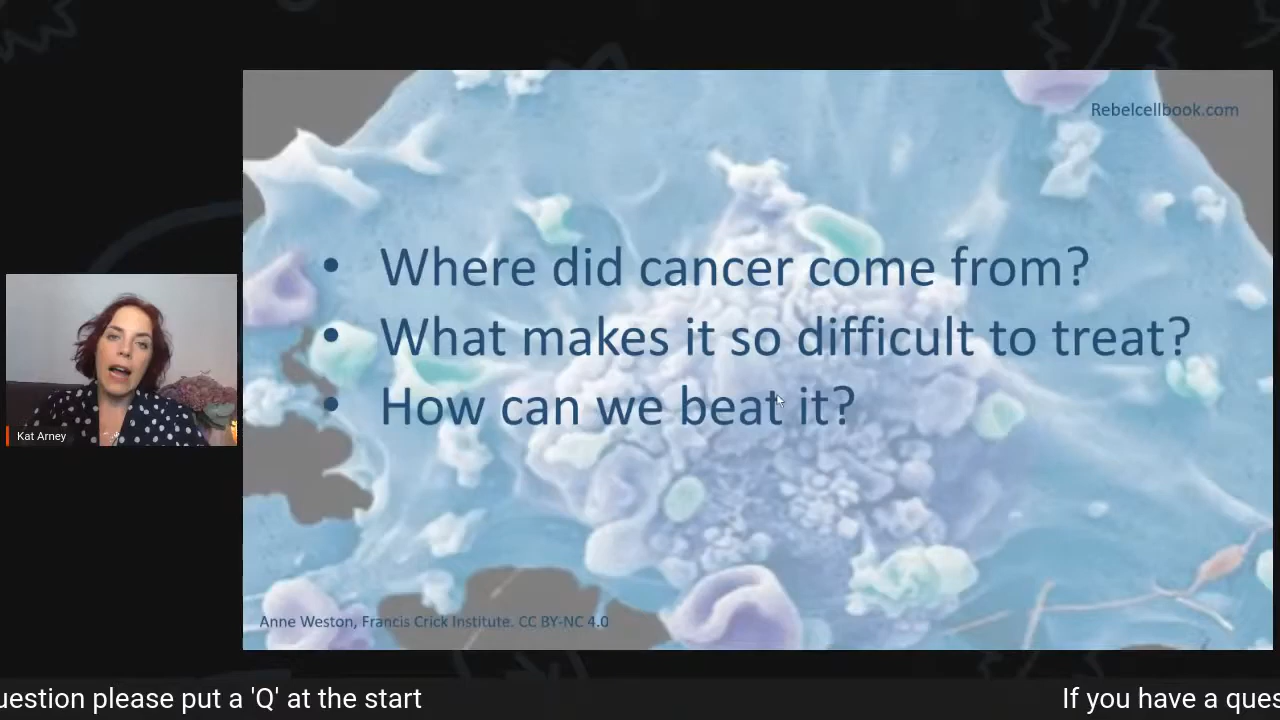 Rebelcellbook.com
• Where did cancer come from?
• What makes it so difficult to treat?
• How can we beat it?
Kat Arney
Anne Weston, Francis Crick Institute. CC BY-NC 4.0
uestion please put a 'Q' at the start
If you have a ques